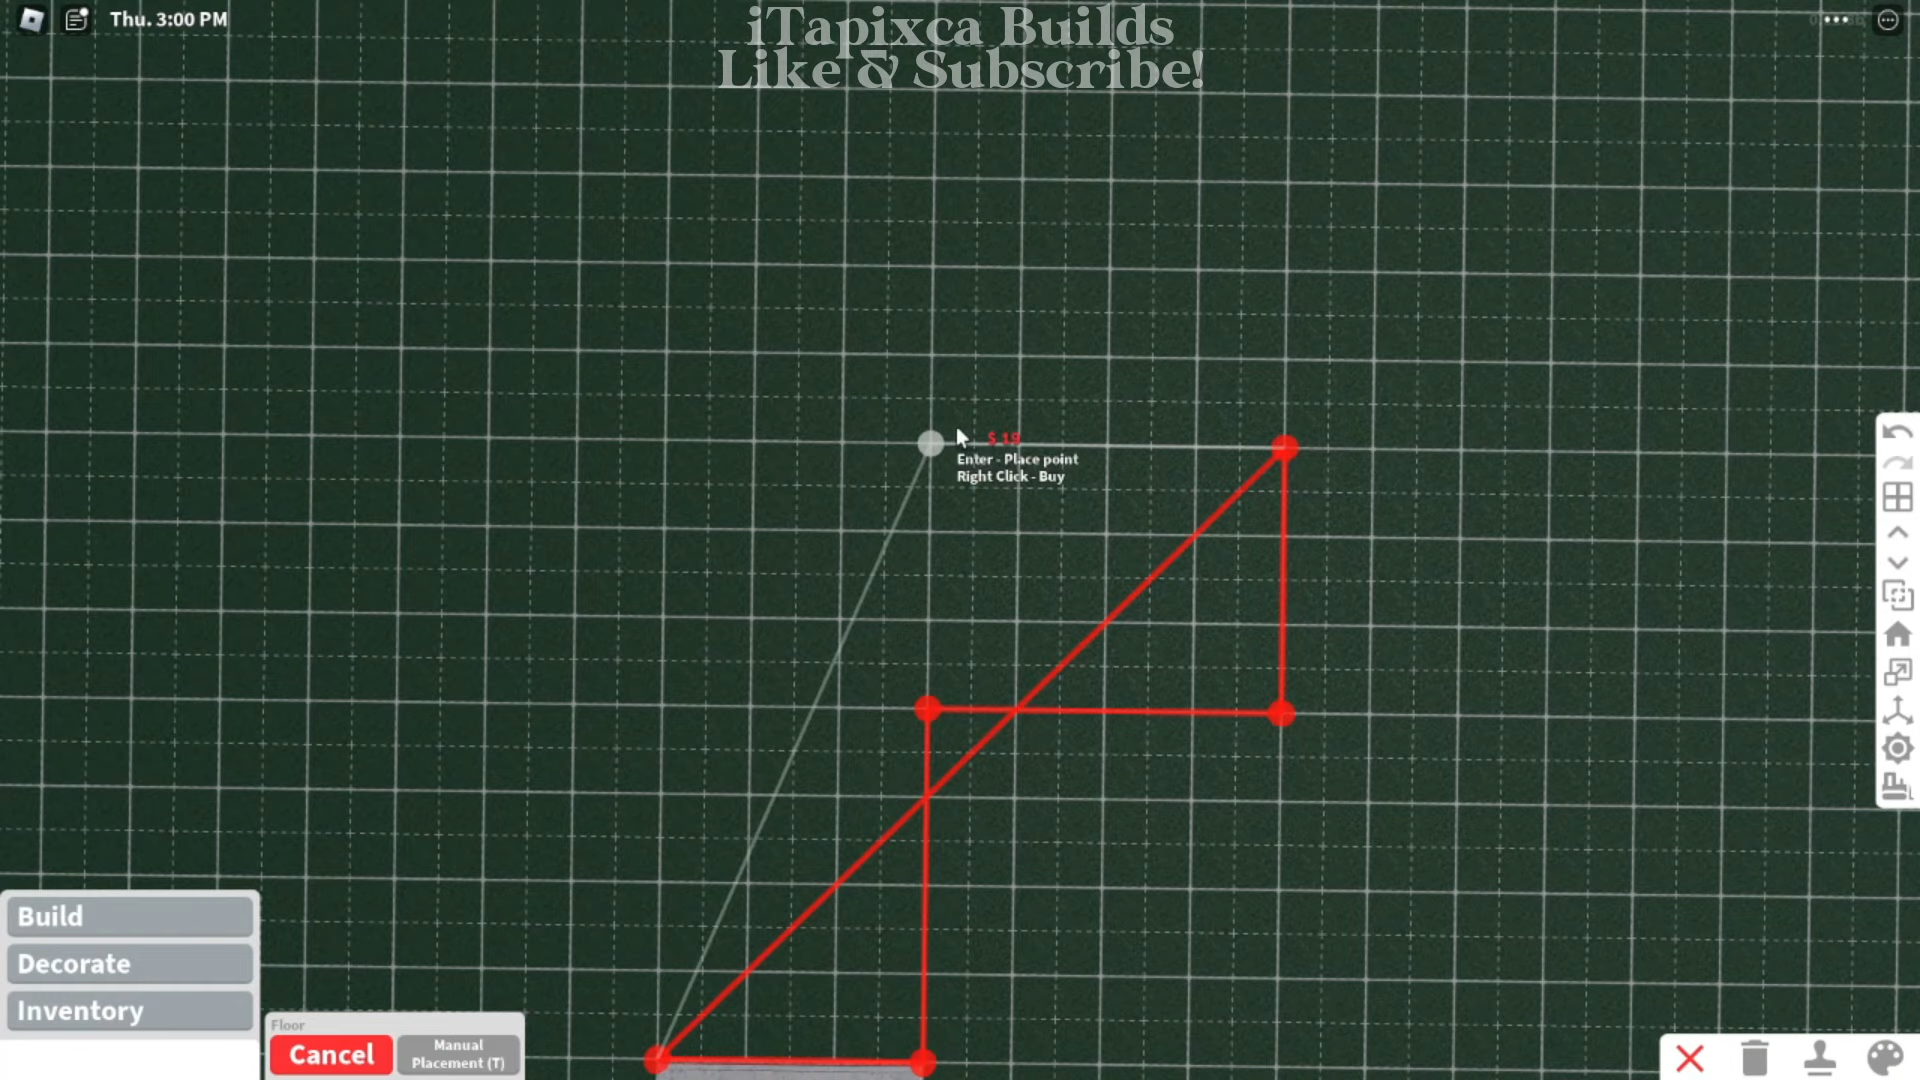 Thu. 3:00 PM
iTapixca Builds
Like & Subscribe!
$ 19
Enter - Place point
Right Click - Buy
Build
Decorate
Inventory
Floor
Cancel
Manual
Placement (T)